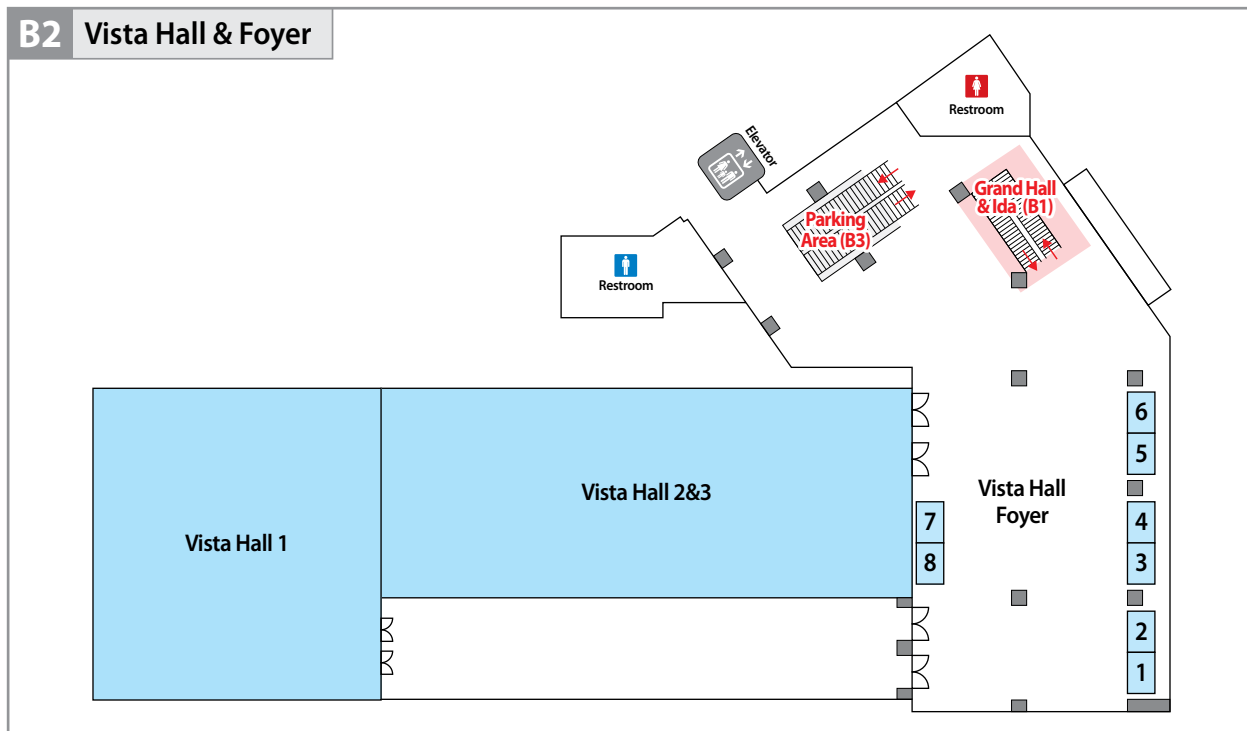 B2 Vista Hall & Foyer
Restroom
Elevator
Grand Hall
& Ida (B1)
Parking
Area (B3)
Restroom
6
5
Vista Hall 2&3
Vista Hall
Foyer
7
4
Vista Hall 1
8
3
2
1